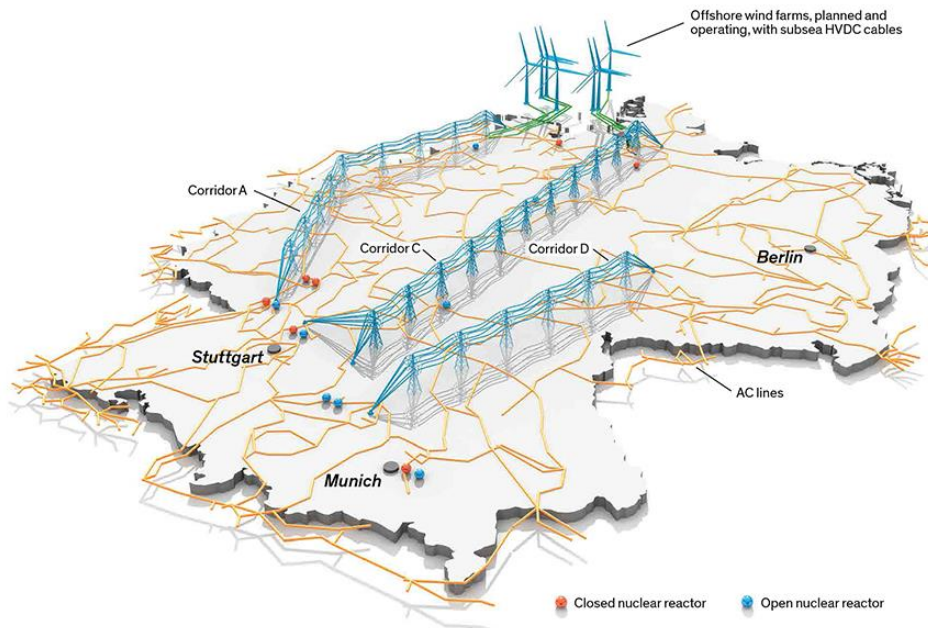 Offshore wind farms, planned and
operating, with subsea HVDC cables
Corridor A
Corridor C
Corridor D
Berlin
Stuttgart
AC lines
Munich
Closed nuclear reactor
Open nuclear reactor